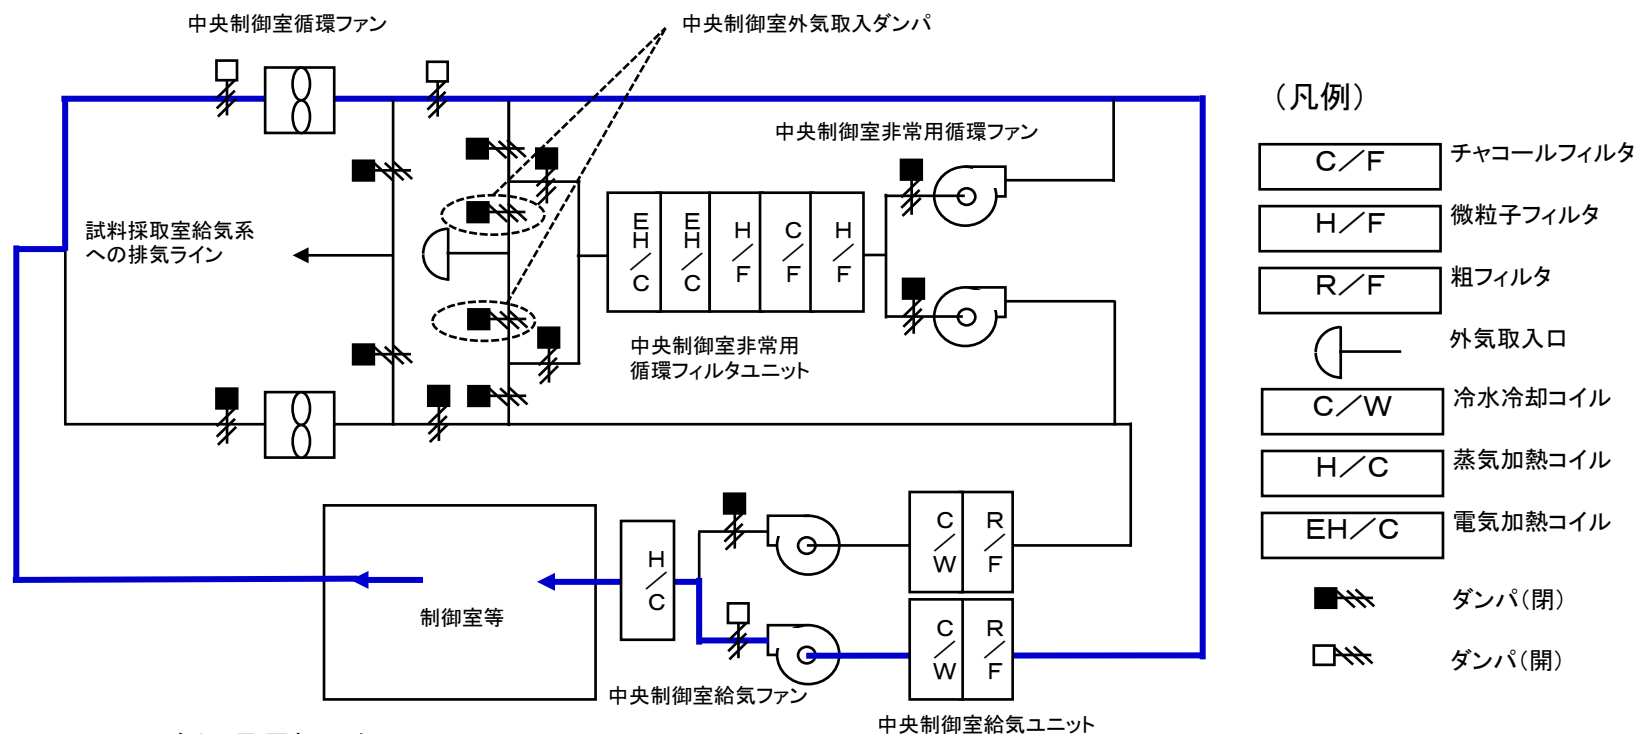 中央制御室循環ファン
中央制御室外気取入ダンパ
中央制御室非常用循環ファン
試料採取室給気系
への排気ライン
EH/C
EH/C
H/F
C/F
H/F
中央制御室非常用
循環フィルタユニット
H/C
C/W
R/F
C/W
R/F
制御室等
中央制御室給気ファン
中央制御室給気ユニット
(凡例)
C/F チャコールフィルタ
H/F 微粒子フィルタ
R/F 粗フィルタ
外気取入口
C/W 冷水冷却コイル
H/C 蒸気加熱コイル
EH/C 電気加熱コイル
ダンパ(閉)
ダンパ(開)